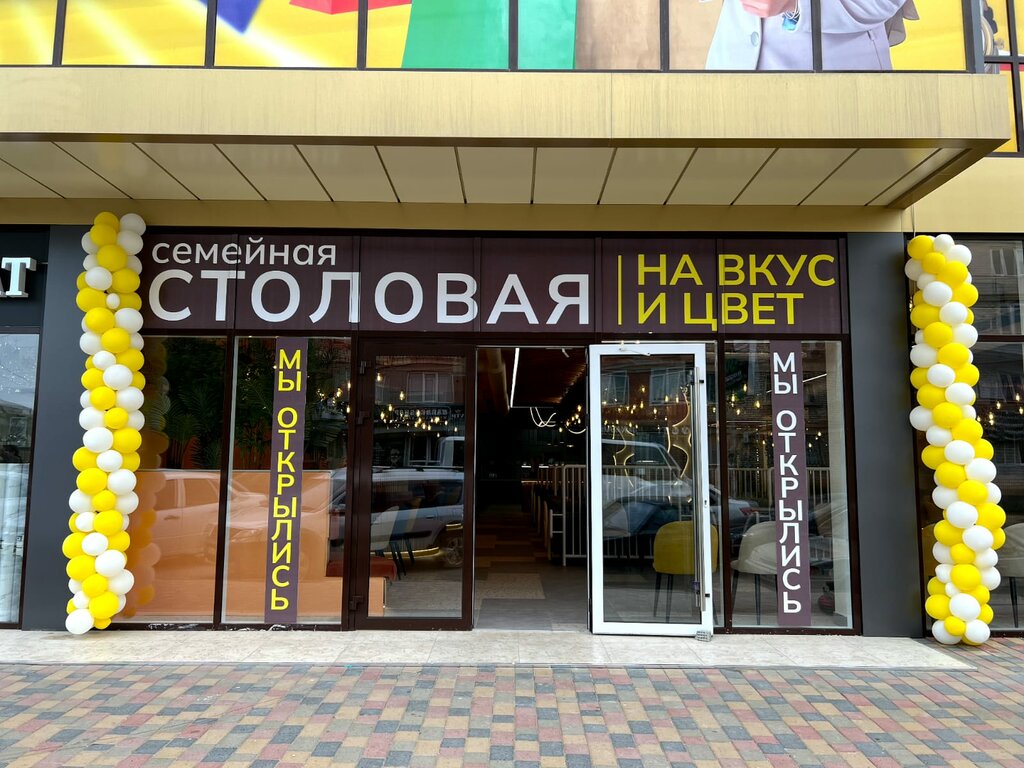 семейная
СТОЛОВАЯ
НА ВКУС
И ЦВЕТ
МЫ ОТКРЫЛИСЬ
МЫ ОТКРЫЛИСЬ